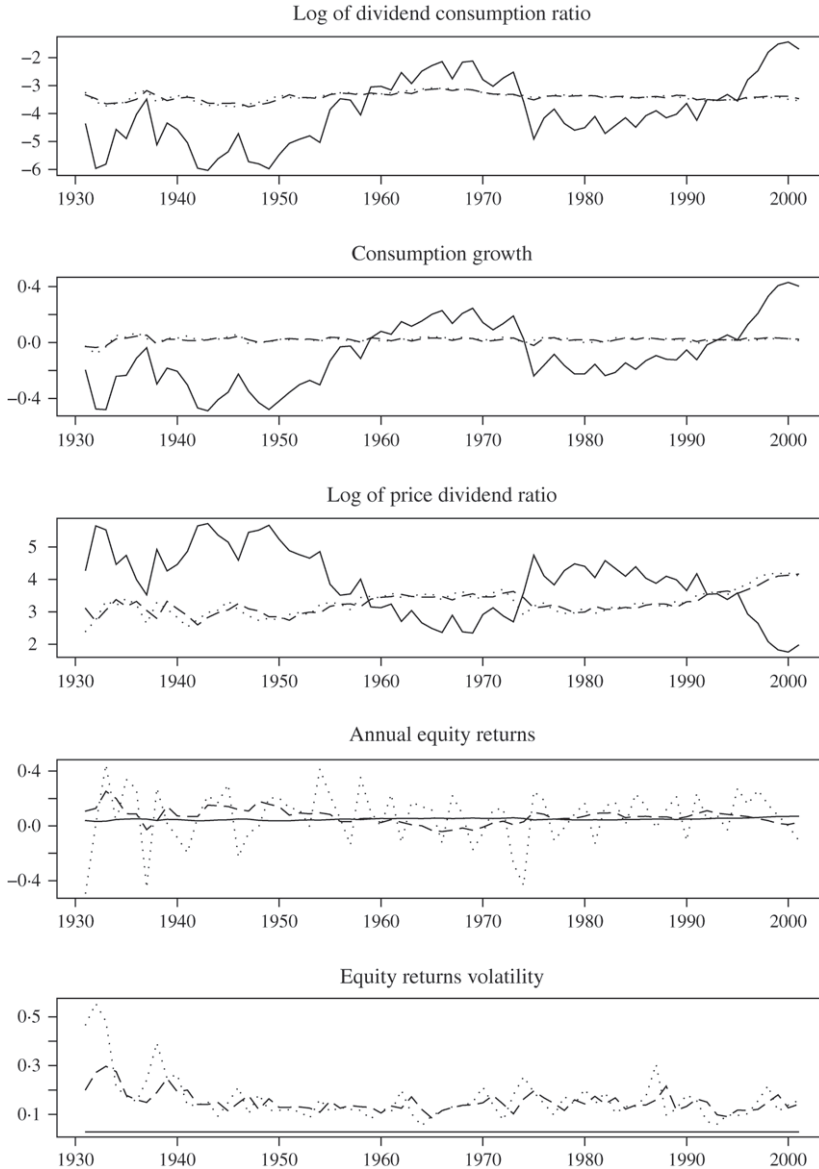 Log of dividend consumption ratio
−2
−3
−4
−5
−6
1930 1940 1950 1960 1970 1980 1990 2000
Consumption growth
0·4
0·0
−0·4
1930 1940 1950 1960 1970 1980 1990 2000
Log of price dividend ratio
5
4
3
2
1930 1940 1950 1960 1970 1980 1990 2000
Annual equity returns
0·4
0·0
−0·4
1930 1940 1950 1960 1970 1980 1990 2000
Equity returns volatility
0·5
0·3
0·1
1930 1940 1950 1960 1970 1980 1990 2000